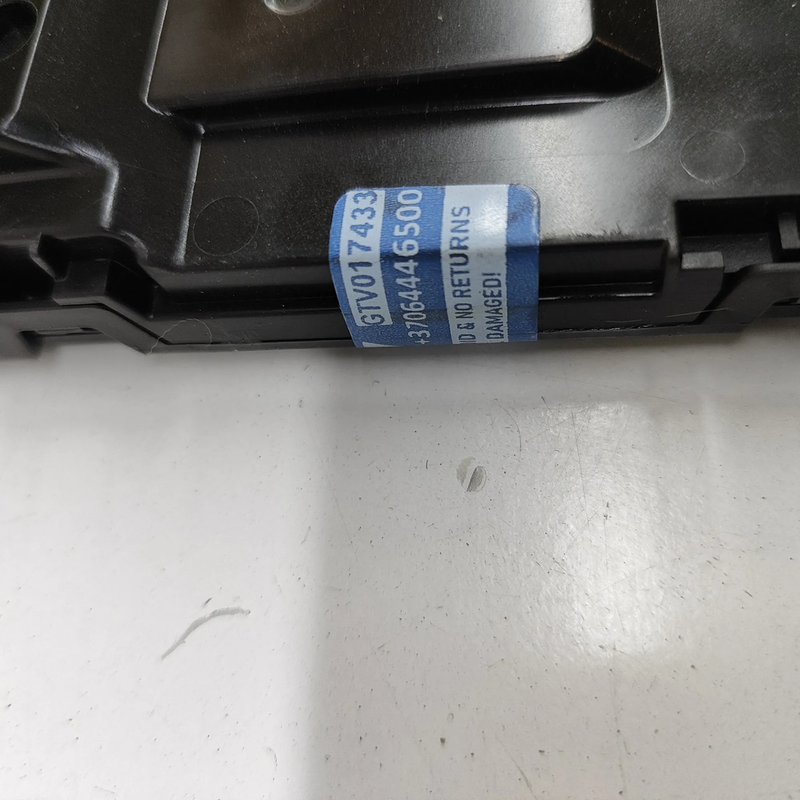 GTV017433
+37064446500
D & NO RETURNS
DAMAGED!